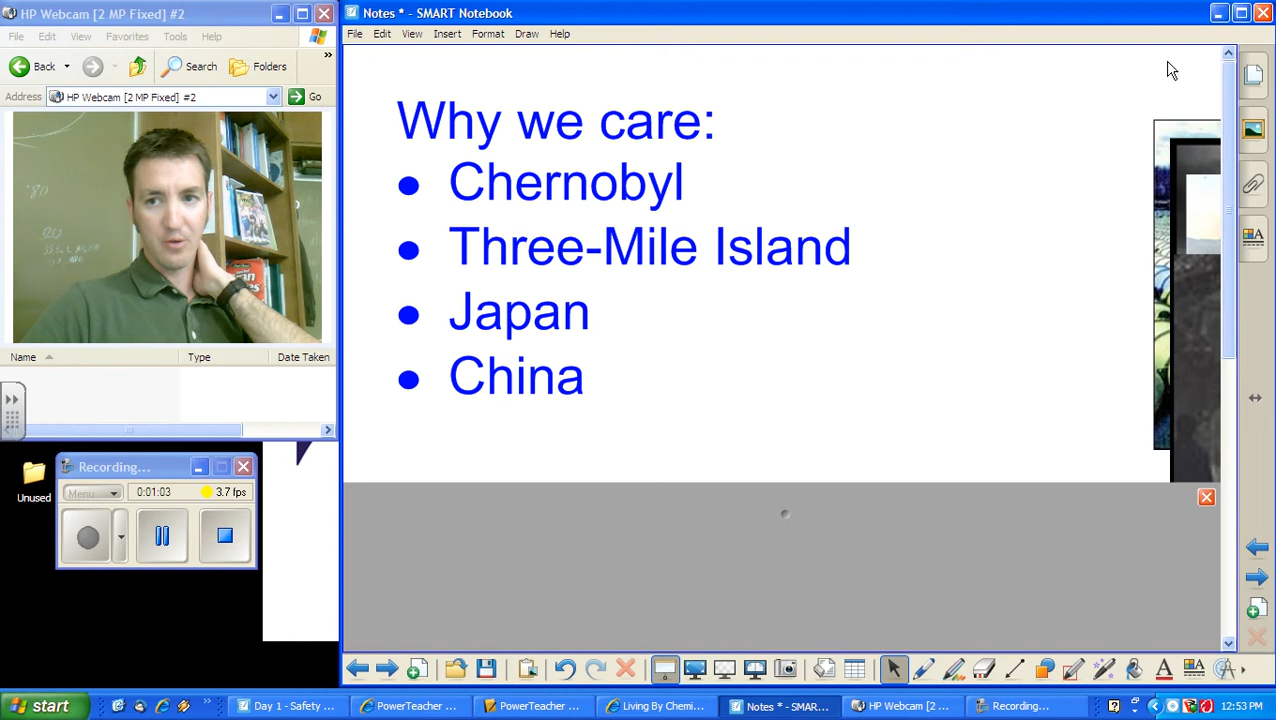 HP Webcam [2 MP Fixed] #2
File Edit View Favorites Tools Help
Back Search Folders
Address HP Webcam [2 MP Fixed] #2 Go
Name Type Date Taken
Unused
Recording...
Menu 0:01:03 3.7 fps
Notes * - SMART Notebook
File Edit View Insert Format Draw Help
Why we care:
• Chernobyl
• Three-Mile Island
• Japan
• China
start Day 1 - Safety ... PowerTeacher ... PowerTeacher ... Living By Chemi... Notes * - SMAR... HP Webcam [2 ... Recording... 12:53 PM